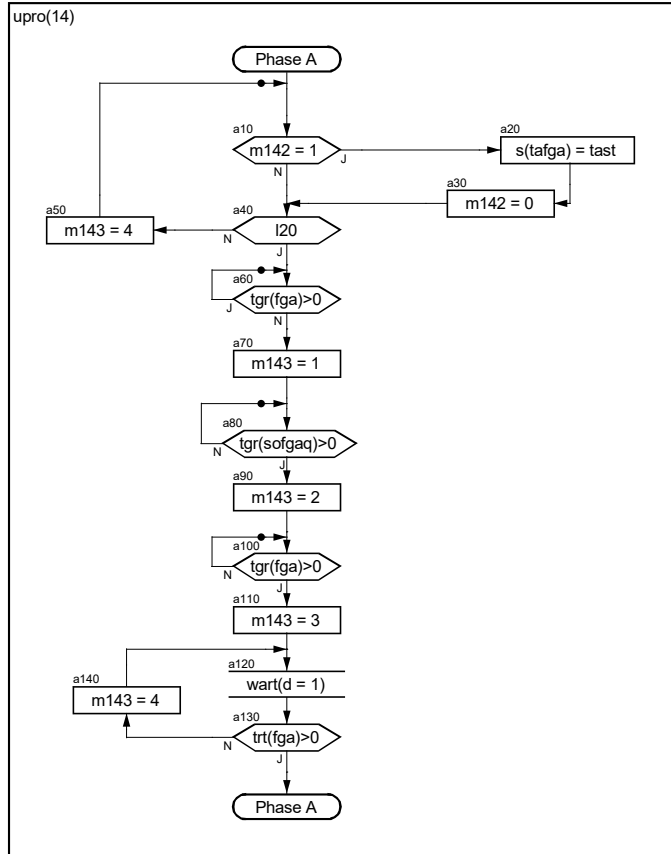 upro(14)
Phase A
a10
m142 = 1
J
N
a20
s(tafga) = tast
a30
m142 = 0
a40
l20
N
J
a50
m143 = 4
a60
tgr(fga)>0
J
N
a70
m143 = 1
a80
tgr(sofgaq)>0
N
J
a90
m143 = 2
a100
tgr(fga)>0
N
J
a110
m143 = 3
a120
wart(d = 1)
a140
m143 = 4
a130
trt(fga)>0
N
J
Phase A